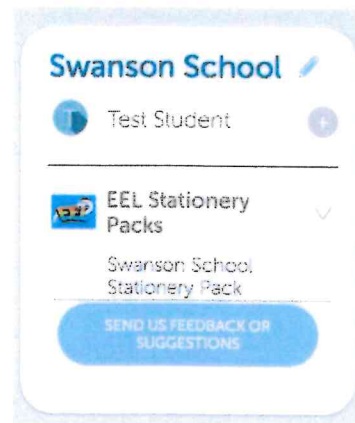 Swanson School
Test Student
EEL Stationery
Packs
Swanson School
Stationery Pack
SEND US FEEDBACK OR
SUGGESTIONS